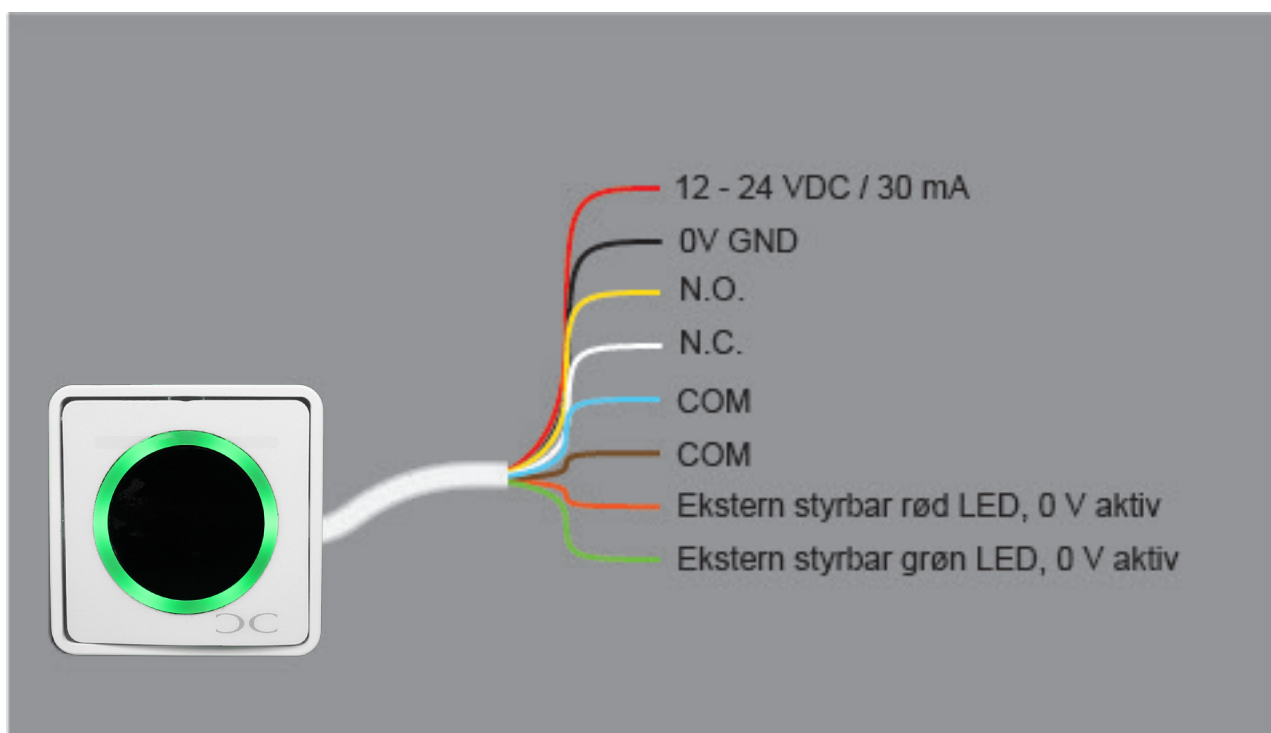 12 - 24 VDC / 30 mA
0V GND
N.O.
N.C.
COM
COM
Ekstern styrbar rød LED, 0 V aktiv
Ekstern styrbar grøn LED, 0 V aktiv